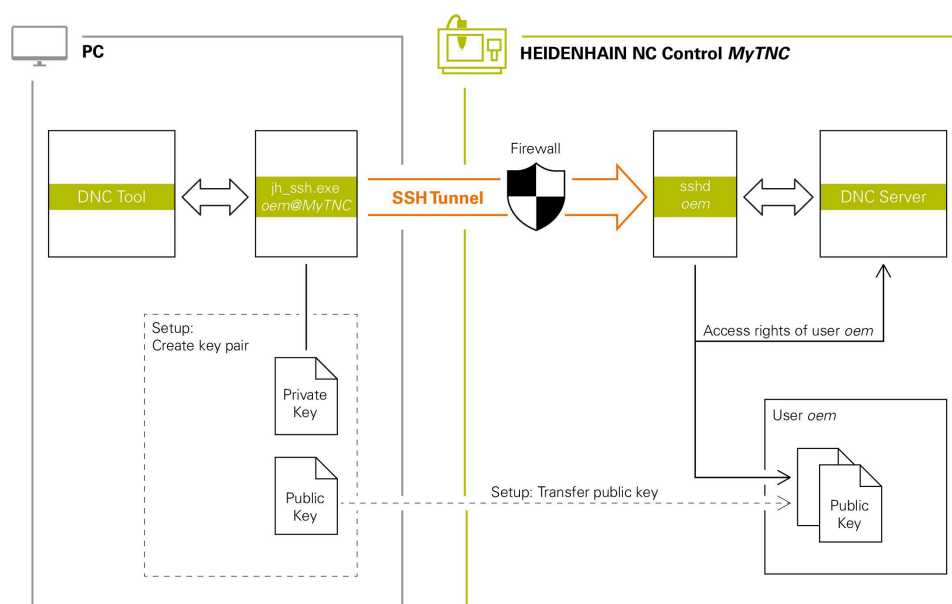 PC
HEIDENHAIN NC Control MyTNC
Firewall
DNC Tool
jh_ssh.exe
oem@MyTNC
SSH Tunnel
sshd
oem
DNC Server
Setup:
Create key pair
Access rights of user oem
Private
Key
User oem
Setup: Transfer public key
Public
Key
Public
Key